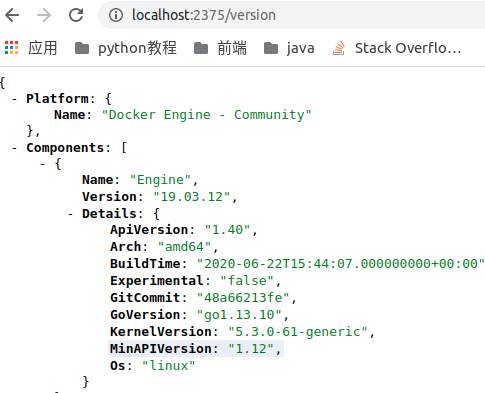 localhost:2375/version
应用 python教程 前端 java Stack Overflo...
{
- Platform: {
Name: "Docker Engine - Community"
},
- Components: [
- {
Name: "Engine",
Version: "19.03.12",
- Details: {
ApiVersion: "1.40",
Arch: "amd64",
BuildTime: "2020-06-22T15:44:07.000000000+00:00"
Experimental: "false",
GitCommit: "48a66213fe",
GoVersion: "go1.13.10",
KernelVersion: "5.3.0-61-generic",
MinAPIVersion: "1.12",
Os: "linux"
}